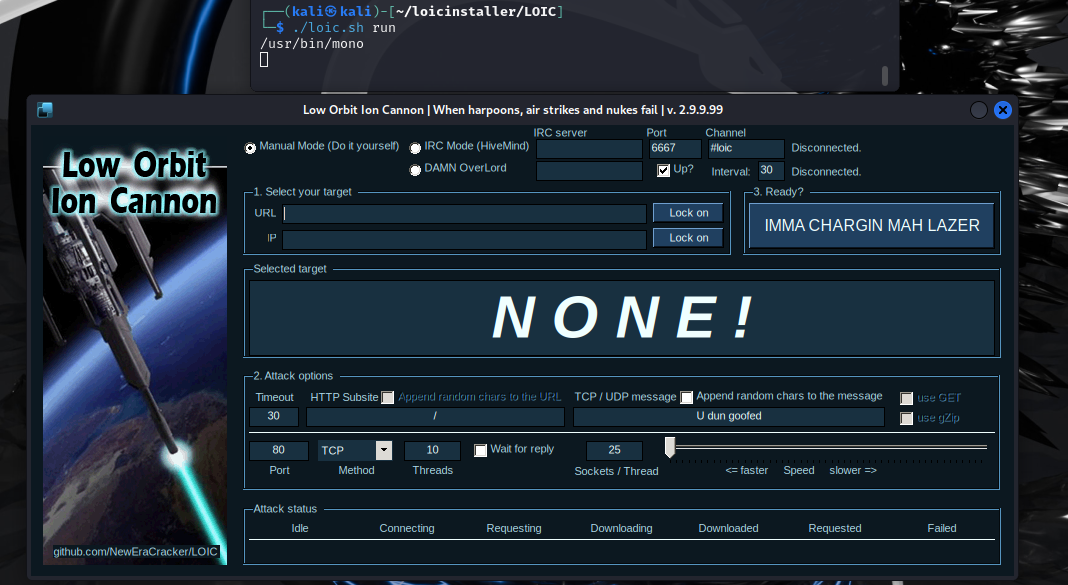 ┌──(kali㉿kali)-[~/loicinstaller/LOIC]
└─$ ./loic.sh run
/usr/bin/mono
Low Orbit Ion Cannon | When harpoons, air strikes and nukes fail | v. 2.9.9.99
Low Orbit
Ion Cannon
github.com/NewEraCracker/LOIC
Manual Mode (Do it yourself) IRC Mode (HiveMind)
DAMN OverLord
IRC server Port Channel
6667 #loic Disconnected.
Up? Interval: 30 Disconnected.
1. Select your target
URL Lock on
IP Lock on
3. Ready?
IMMA CHARGIN MAH LAZER
Selected target
N O N E !
2. Attack options
Timeout HTTP Subsite Append random chars to the URL TCP / UDP message Append random chars to the message use GET
30 / U dun goofed use gZip
80 TCP 10 Wait for reply 25
Port Method Threads Sockets / Thread <= faster Speed slower =>
Attack status
Idle Connecting Requesting Downloading Downloaded Requested Failed